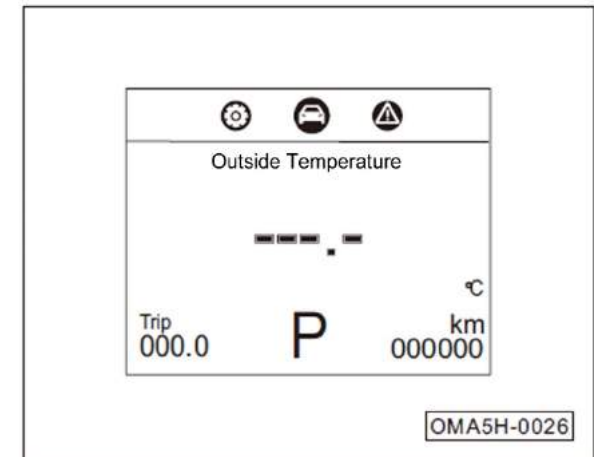 Outside Temperature
---.-
°C
Trip
000.0
P
km
000000
OMA5H-0026